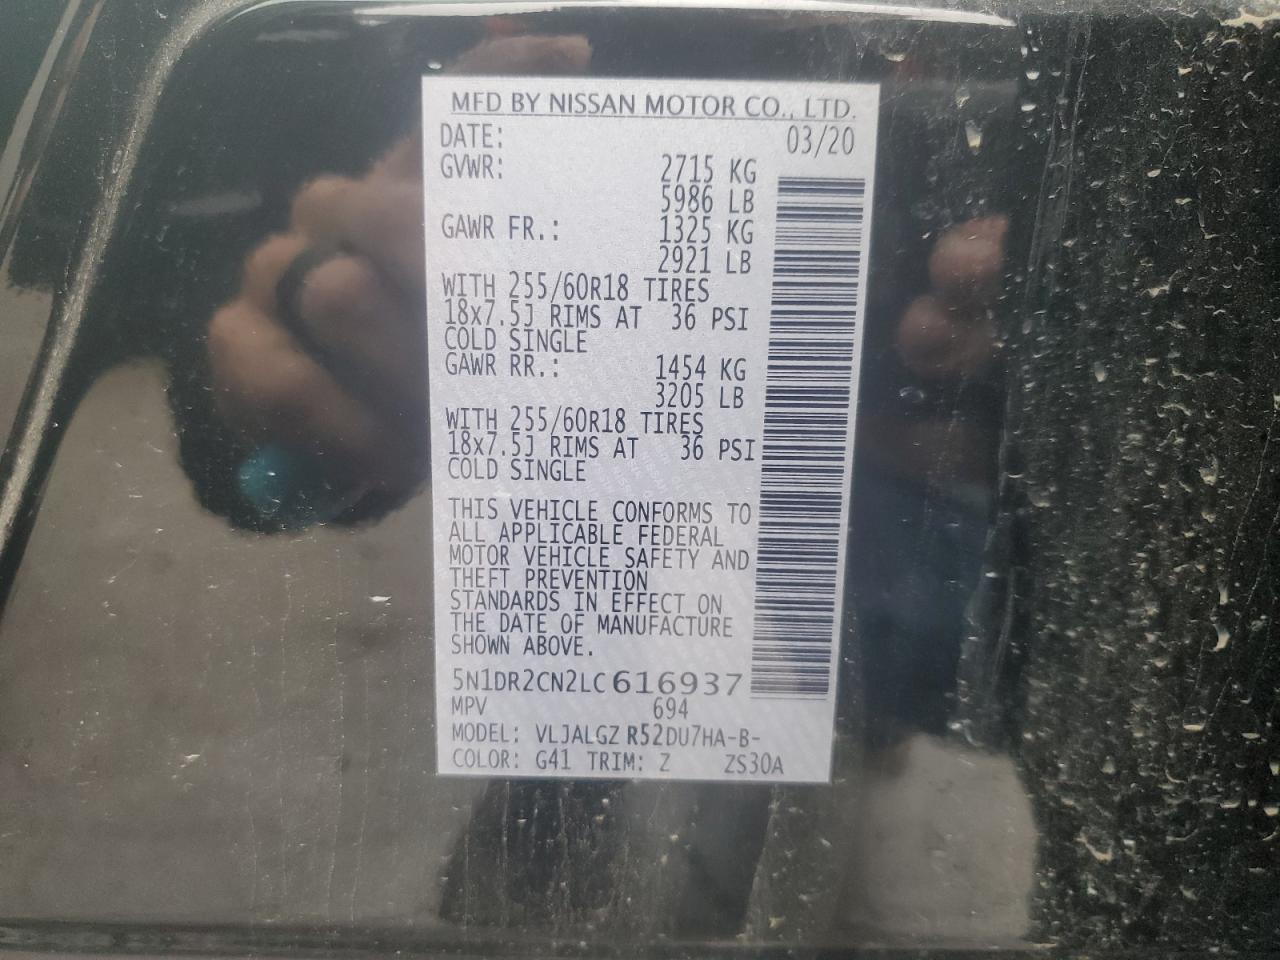 MFD BY NISSAN MOTOR CO., LTD.
DATE: 03/20
GVWR: 2715 KG
5986 LB
GAWR FR.: 1325 KG
2921 LB
WITH 255/60R18 TIRES
18x7.5J RIMS AT 36 PSI
COLD SINGLE
GAWR RR.: 1454 KG
3205 LB
WITH 255/60R18 TIRES
18x7.5J RIMS AT 36 PSI
COLD SINGLE
THIS VEHICLE CONFORMS TO
ALL APPLICABLE FEDERAL
MOTOR VEHICLE SAFETY AND
THEFT PREVENTION
STANDARDS IN EFFECT ON
THE DATE OF MANUFACTURE
SHOWN ABOVE.
5N1DR2CN2LC616937
MPV 694
MODEL: VLJALGZ R52DU7HA-B-
COLOR: G41 TRIM: Z ZS30A